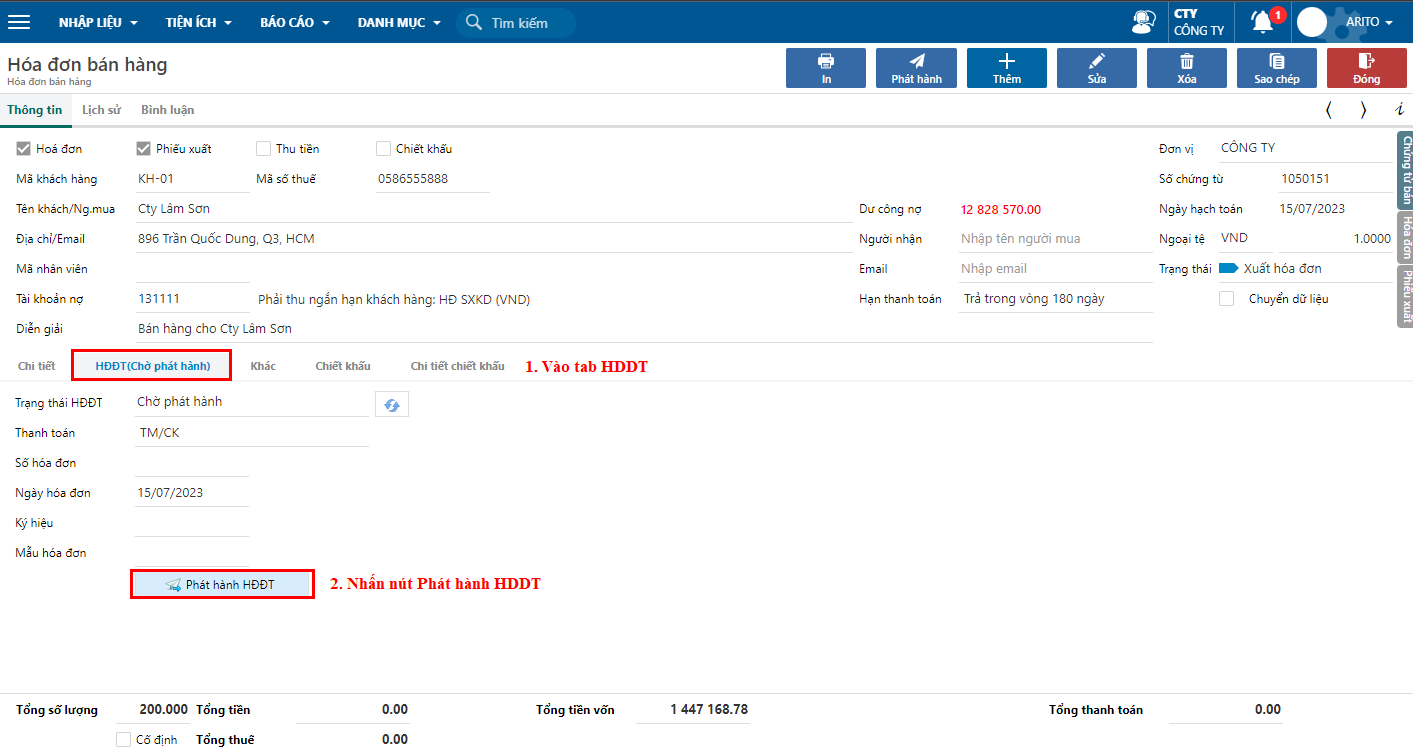 NHẬP LIỆU TIỆN ÍCH BÁO CÁO DANH MỤC Tìm kiếm CTY 1 ARITO
CÔNG TY
Hóa đơn bán hàng
Hóa đơn bán hàng
In Phát hành Thêm Sửa Xóa Sao chép Đóng
Thông tin Lịch sử Bình luận
Hoá đơn Phiếu xuất Thu tiền Chiết khấu Đơn vị CÔNG TY
Mã khách hàng KH-01 Mã số thuế 0586555888 Số chứng từ 1050151
Tên khách/Ng.mua Cty Lâm Sơn Dư công nợ 12 828 570.00 Ngày hạch toán 15/07/2023
Địa chỉ/Email 896 Trần Quốc Dung, Q3, HCM Người nhận Nhập tên người mua Ngoại tệ VND 1.0000
Mã nhân viên Email Nhập email Trạng thái Xuất hóa đơn
Tài khoản nợ 131111 Phải thu ngắn hạn khách hàng: HĐ SXKD (VND) Hạn thanh toán Trả trong vòng 180 ngày Chuyển dữ liệu
Diễn giải Bán hàng cho Cty Lâm Sơn
Chứng từ bán
Hóa đơn
Phiếu xuất
Chi tiết HĐĐT(Chờ phát hành) Khác Chiết khấu Chi tiết chiết khấu 1. Vào tab HDDT
Trạng thái HĐĐT Chờ phát hành
Thanh toán TM/CK
Số hóa đơn
Ngày hóa đơn 15/07/2023
Ký hiệu
Mẫu hóa đơn
Phát hành HĐĐT 2. Nhấn nút Phát hành HDDT
Tổng số lượng 200.000 Tổng tiền 0.00 Tổng tiền vốn 1 447 168.78 Tổng thanh toán 0.00
Cố định Tổng thuế 0.00